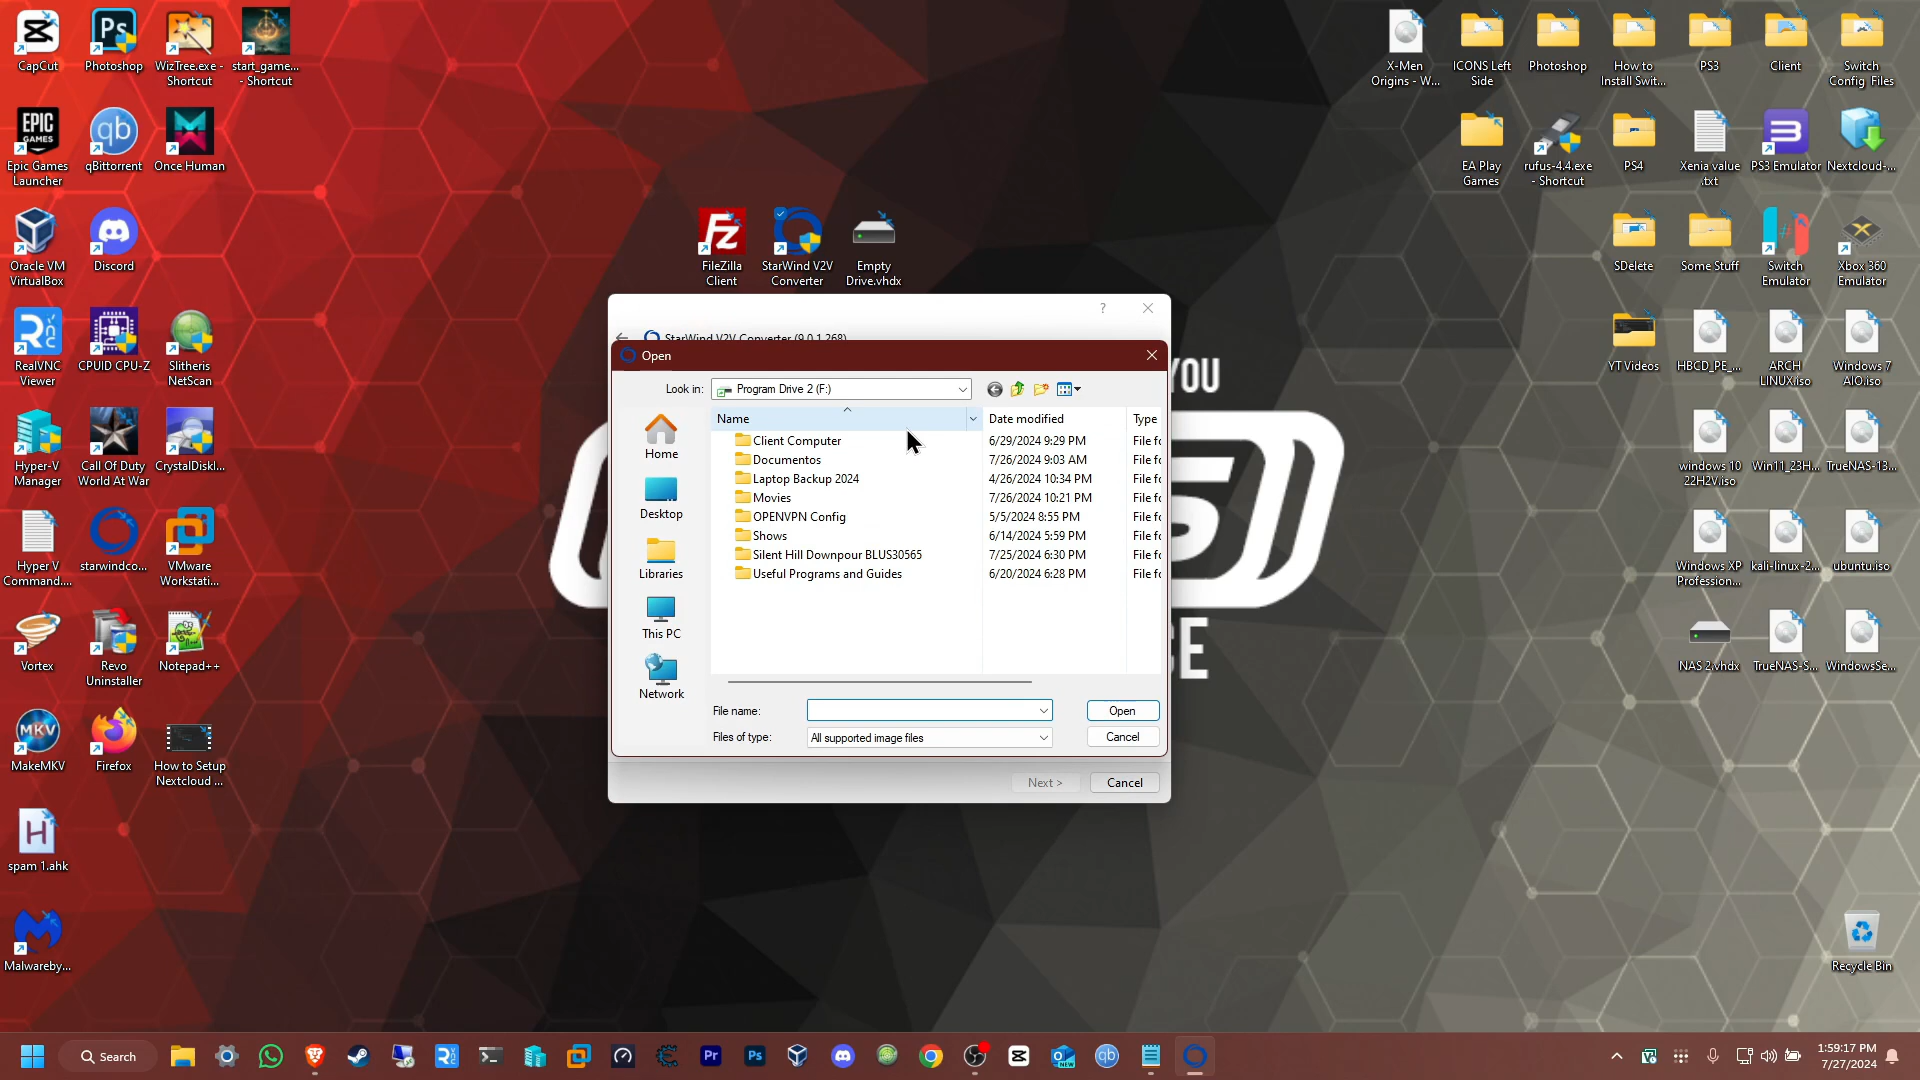 CapCut
Photoshop
WizTree.exe -
Shortcut
start_game...
- Shortcut
X-Men
Origins - W...
ICONS Left
Side
Photoshop
How to
Install Swit...
PS3
Client
Switch
Config Files
Epic Games
Launcher
qBittorrent
Once Human
EA Play
Games
rufus-4.4.exe
- Shortcut
PS4
Xenia value
.txt
PS3 Emulator
Nextcloud-...
Oracle VM
VirtualBox
Discord
FileZilla
Client
StarWind V2V
Converter
Empty
Drive.vhdx
SDelete
Some Stuff
Switch
Emulator
Xbox 360
Emulator
RealVNC
Viewer
CPUID CPU-Z
Slitheris
NetScan
YT Videos
HBCD_PE_...
ARCH
LINUX.iso
Windows 7
AIO.iso
Hyper-V
Manager
Call Of Duty
World At War
CrystalDiskI...
windows 10
22H2V.iso
Win11_23H...
TrueNAS-13...
Hyper V
Command....
starwindco...
VMware
Workstati...
Windows XP
Profession...
kali-linux-2...
ubuntu.iso
Vortex
Revo
Uninstaller
Notepad++
NAS 2.vhdx
TrueNAS-S...
WindowsSe...
MakeMKV
Firefox
How to Setup
Nextcloud ...
spam 1.ahk
Malwareby...
Recycle Bin
YOU
StarWind V2V Converter (9.0.1.268)
Open
Look in:
Program Drive 2 (F:)
Name
Date modified
Type
Client Computer
6/29/2024 9:29 PM
File fo
Documentos
7/26/2024 9:03 AM
File fo
Laptop Backup 2024
4/26/2024 10:34 PM
File fo
Movies
7/26/2024 10:21 PM
File fo
OPENVPN Config
5/5/2024 8:55 PM
File fo
Shows
6/14/2024 5:59 PM
File fo
Silent Hill Downpour BLUS30565
7/25/2024 6:30 PM
File fo
Useful Programs and Guides
6/20/2024 6:28 PM
File fo
Home
Desktop
Libraries
This PC
Network
File name:
Open
Files of type:
All supported image files
Cancel
Next >
Cancel
Search
1:59:17 PM
7/27/2024